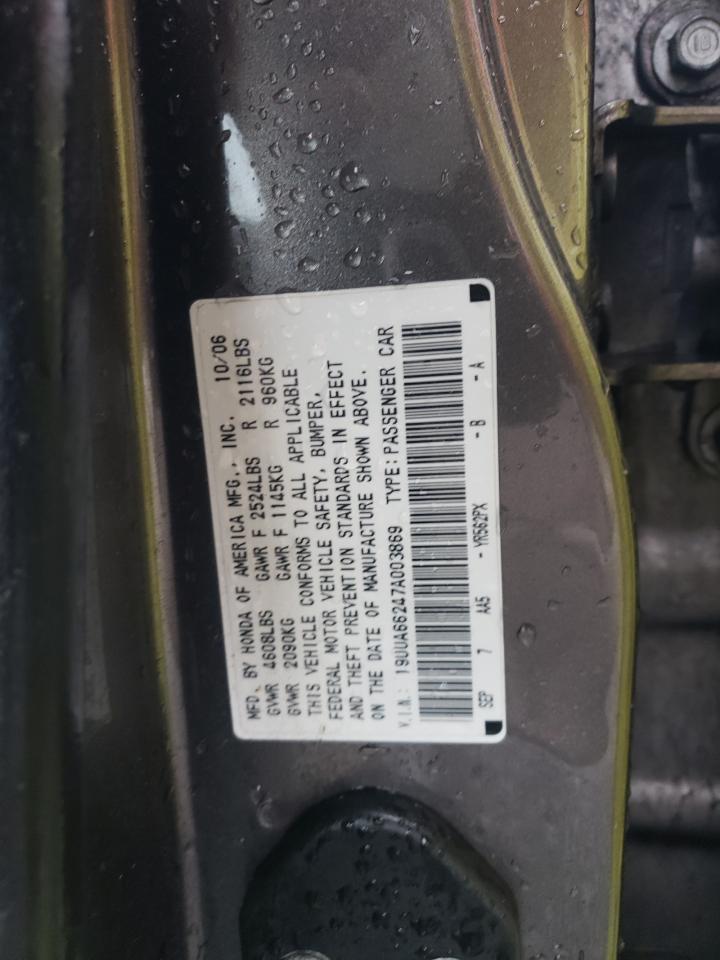 MFD. BY HONDA OF AMERICA MFG., INC. 10/06
GVWR 4608LBS GAWR F 2524LBS R 2116LBS
GVWR 2090KG GAWR F 1145KG R 960KG
THIS VEHICLE CONFORMS TO ALL APPLICABLE
FEDERAL MOTOR VEHICLE SAFETY, BUMPER,
AND THEFT PREVENTION STANDARDS IN EFFECT
ON THE DATE OF MANUFACTURE SHOWN ABOVE.
V.I.N.: 19UUA66247A003869 TYPE: PASSENGER CAR
SEP 7 AA5 - YR562PX - B - A